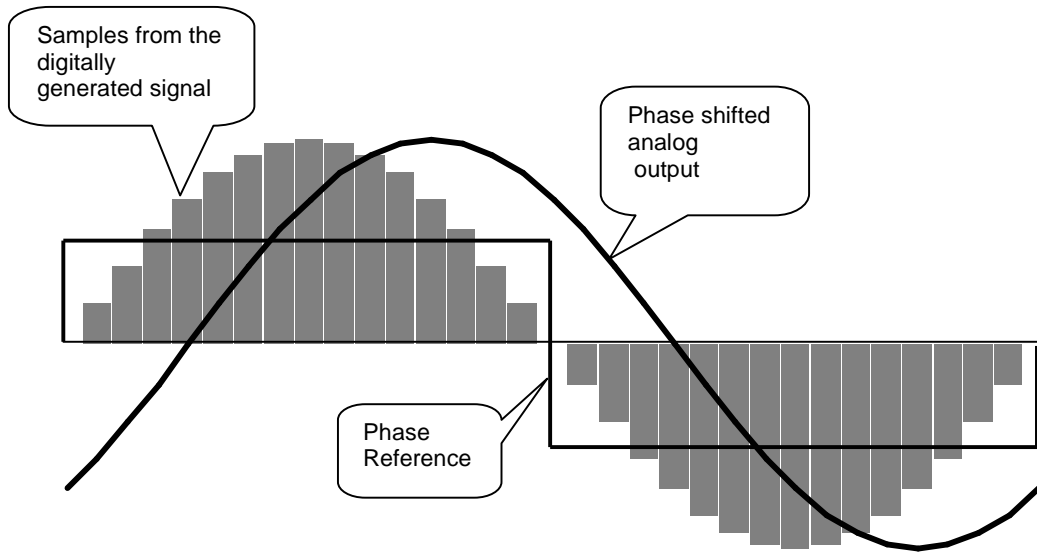 Samples from the
digitally
generated signal
Phase shifted
analog
output
Phase
Reference